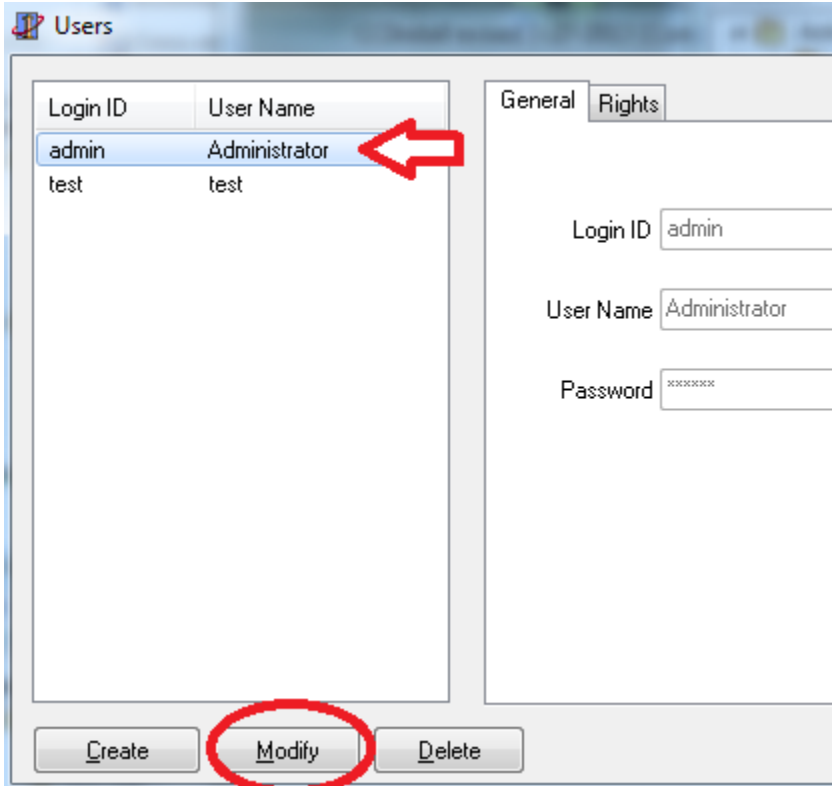 Users
Login ID User Name
admin Administrator
test test
General Rights
Login ID admin
User Name Administrator
Password xxxxxx
Create Modify Delete